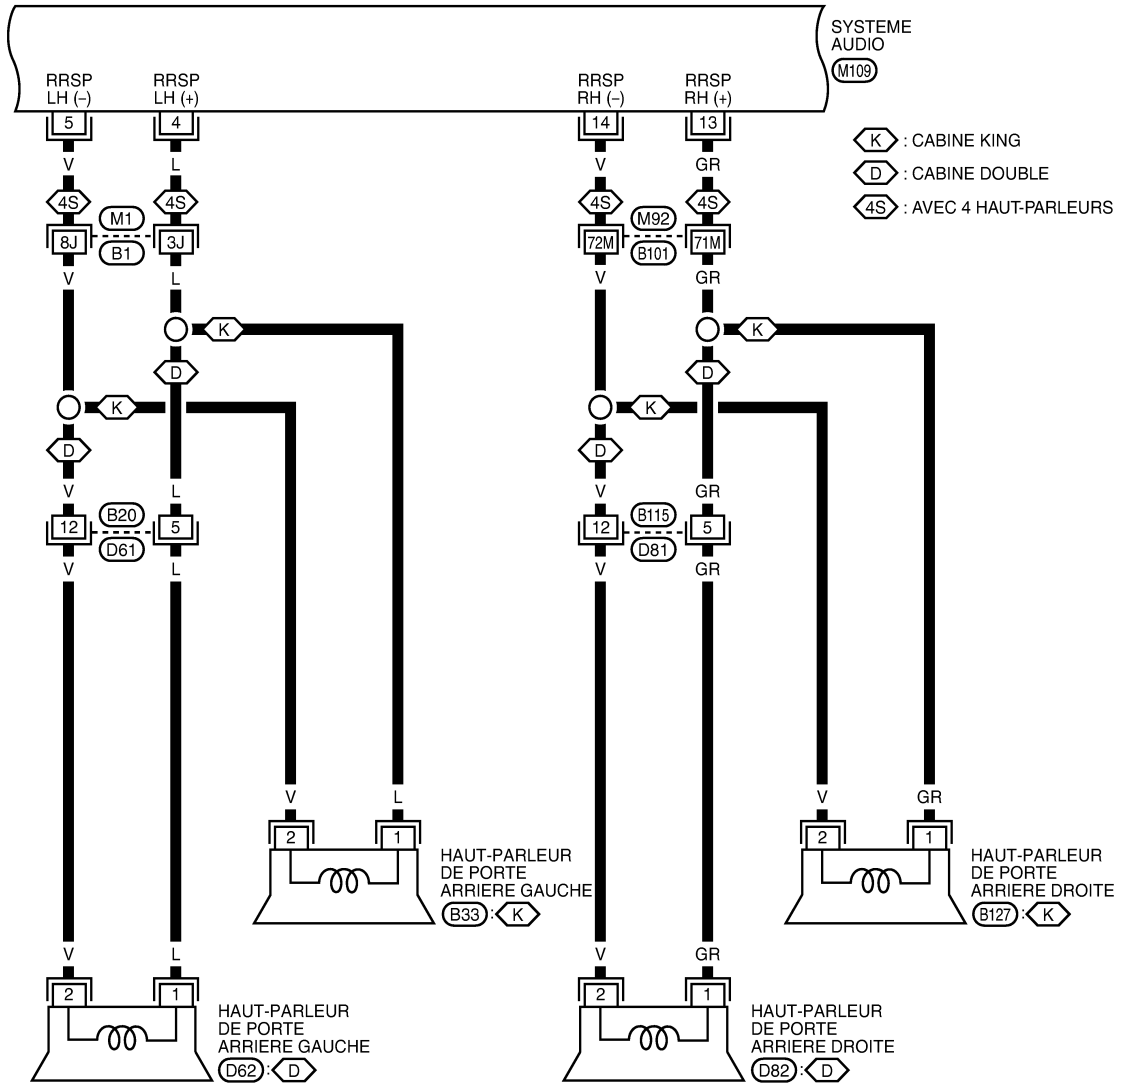 SYSTEME
AUDIO
M109
RRSP
LH (–)
RRSP
LH (+)
RRSP
RH (–)
RRSP
RH (+)
5
4
14
13
K : CABINE KING
D : CABINE DOUBLE
4S : AVEC 4 HAUT-PARLEURS
V
L
V
GR
4S
4S
4S
4S
M1
M92
8J
3J
72M
71M
B1
B101
V
L
V
GR
K
K
D
D
K
K
D
D
V
L
V
GR
B20
B115
12
5
12
5
D61
D81
V
L
V
GR
V
L
V
GR
2
1
2
1
HAUT-PARLEUR
DE PORTE
ARRIERE GAUCHE
B33 : K
HAUT-PARLEUR
DE PORTE
ARRIERE DROITE
B127 : K
V
L
V
GR
2
1
2
1
HAUT-PARLEUR
DE PORTE
ARRIERE GAUCHE
D62 : D
HAUT-PARLEUR
DE PORTE
ARRIERE DROITE
D82 : D